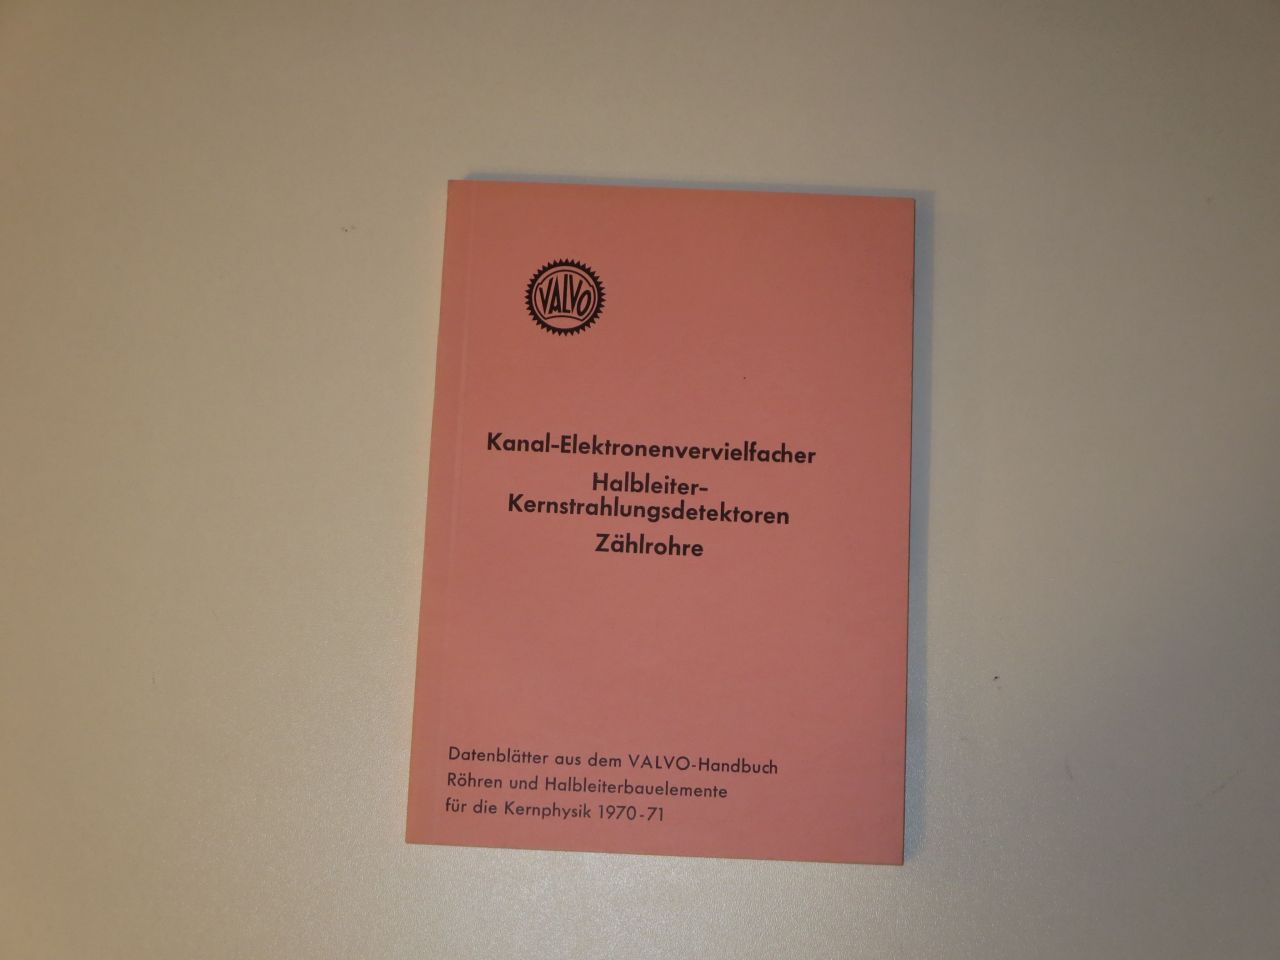 VALVO
Kanal-Elektronenvervielfacher
Halbleiter-
Kernstrahlungsdetektoren
Zählrohre
Datenblätter aus dem VALVO-Handbuch
Röhren und Halbleiterbauelemente
für die Kernphysik 1970-71